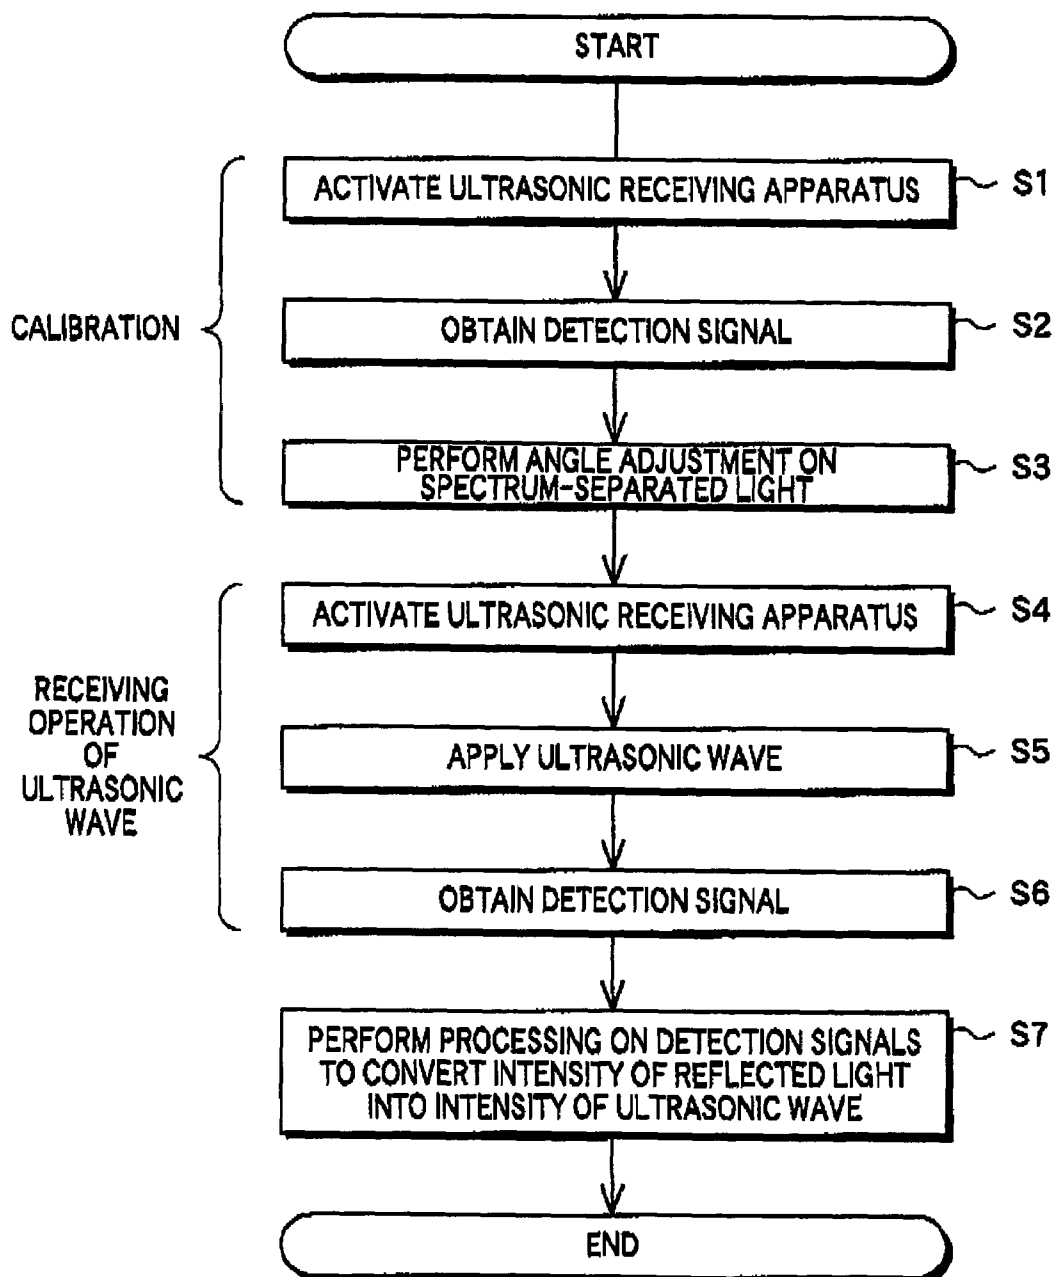 START
ACTIVATE ULTRASONIC RECEIVING APPARATUS S1
CALIBRATION
OBTAIN DETECTION SIGNAL S2
PERFORM ANGLE ADJUSTMENT ON
SPECTRUM-SEPARATED LIGHT
S3
ACTIVATE ULTRASONIC RECEIVING APPARATUS S4
RECEIVING
OPERATION
OF
ULTRASONIC
WAVE
APPLY ULTRASONIC WAVE S5
OBTAIN DETECTION SIGNAL S6
PERFORM PROCESSING ON DETECTION SIGNALS
TO CONVERT INTENSITY OF REFLECTED LIGHT
INTO INTENSITY OF ULTRASONIC WAVE
S7
END